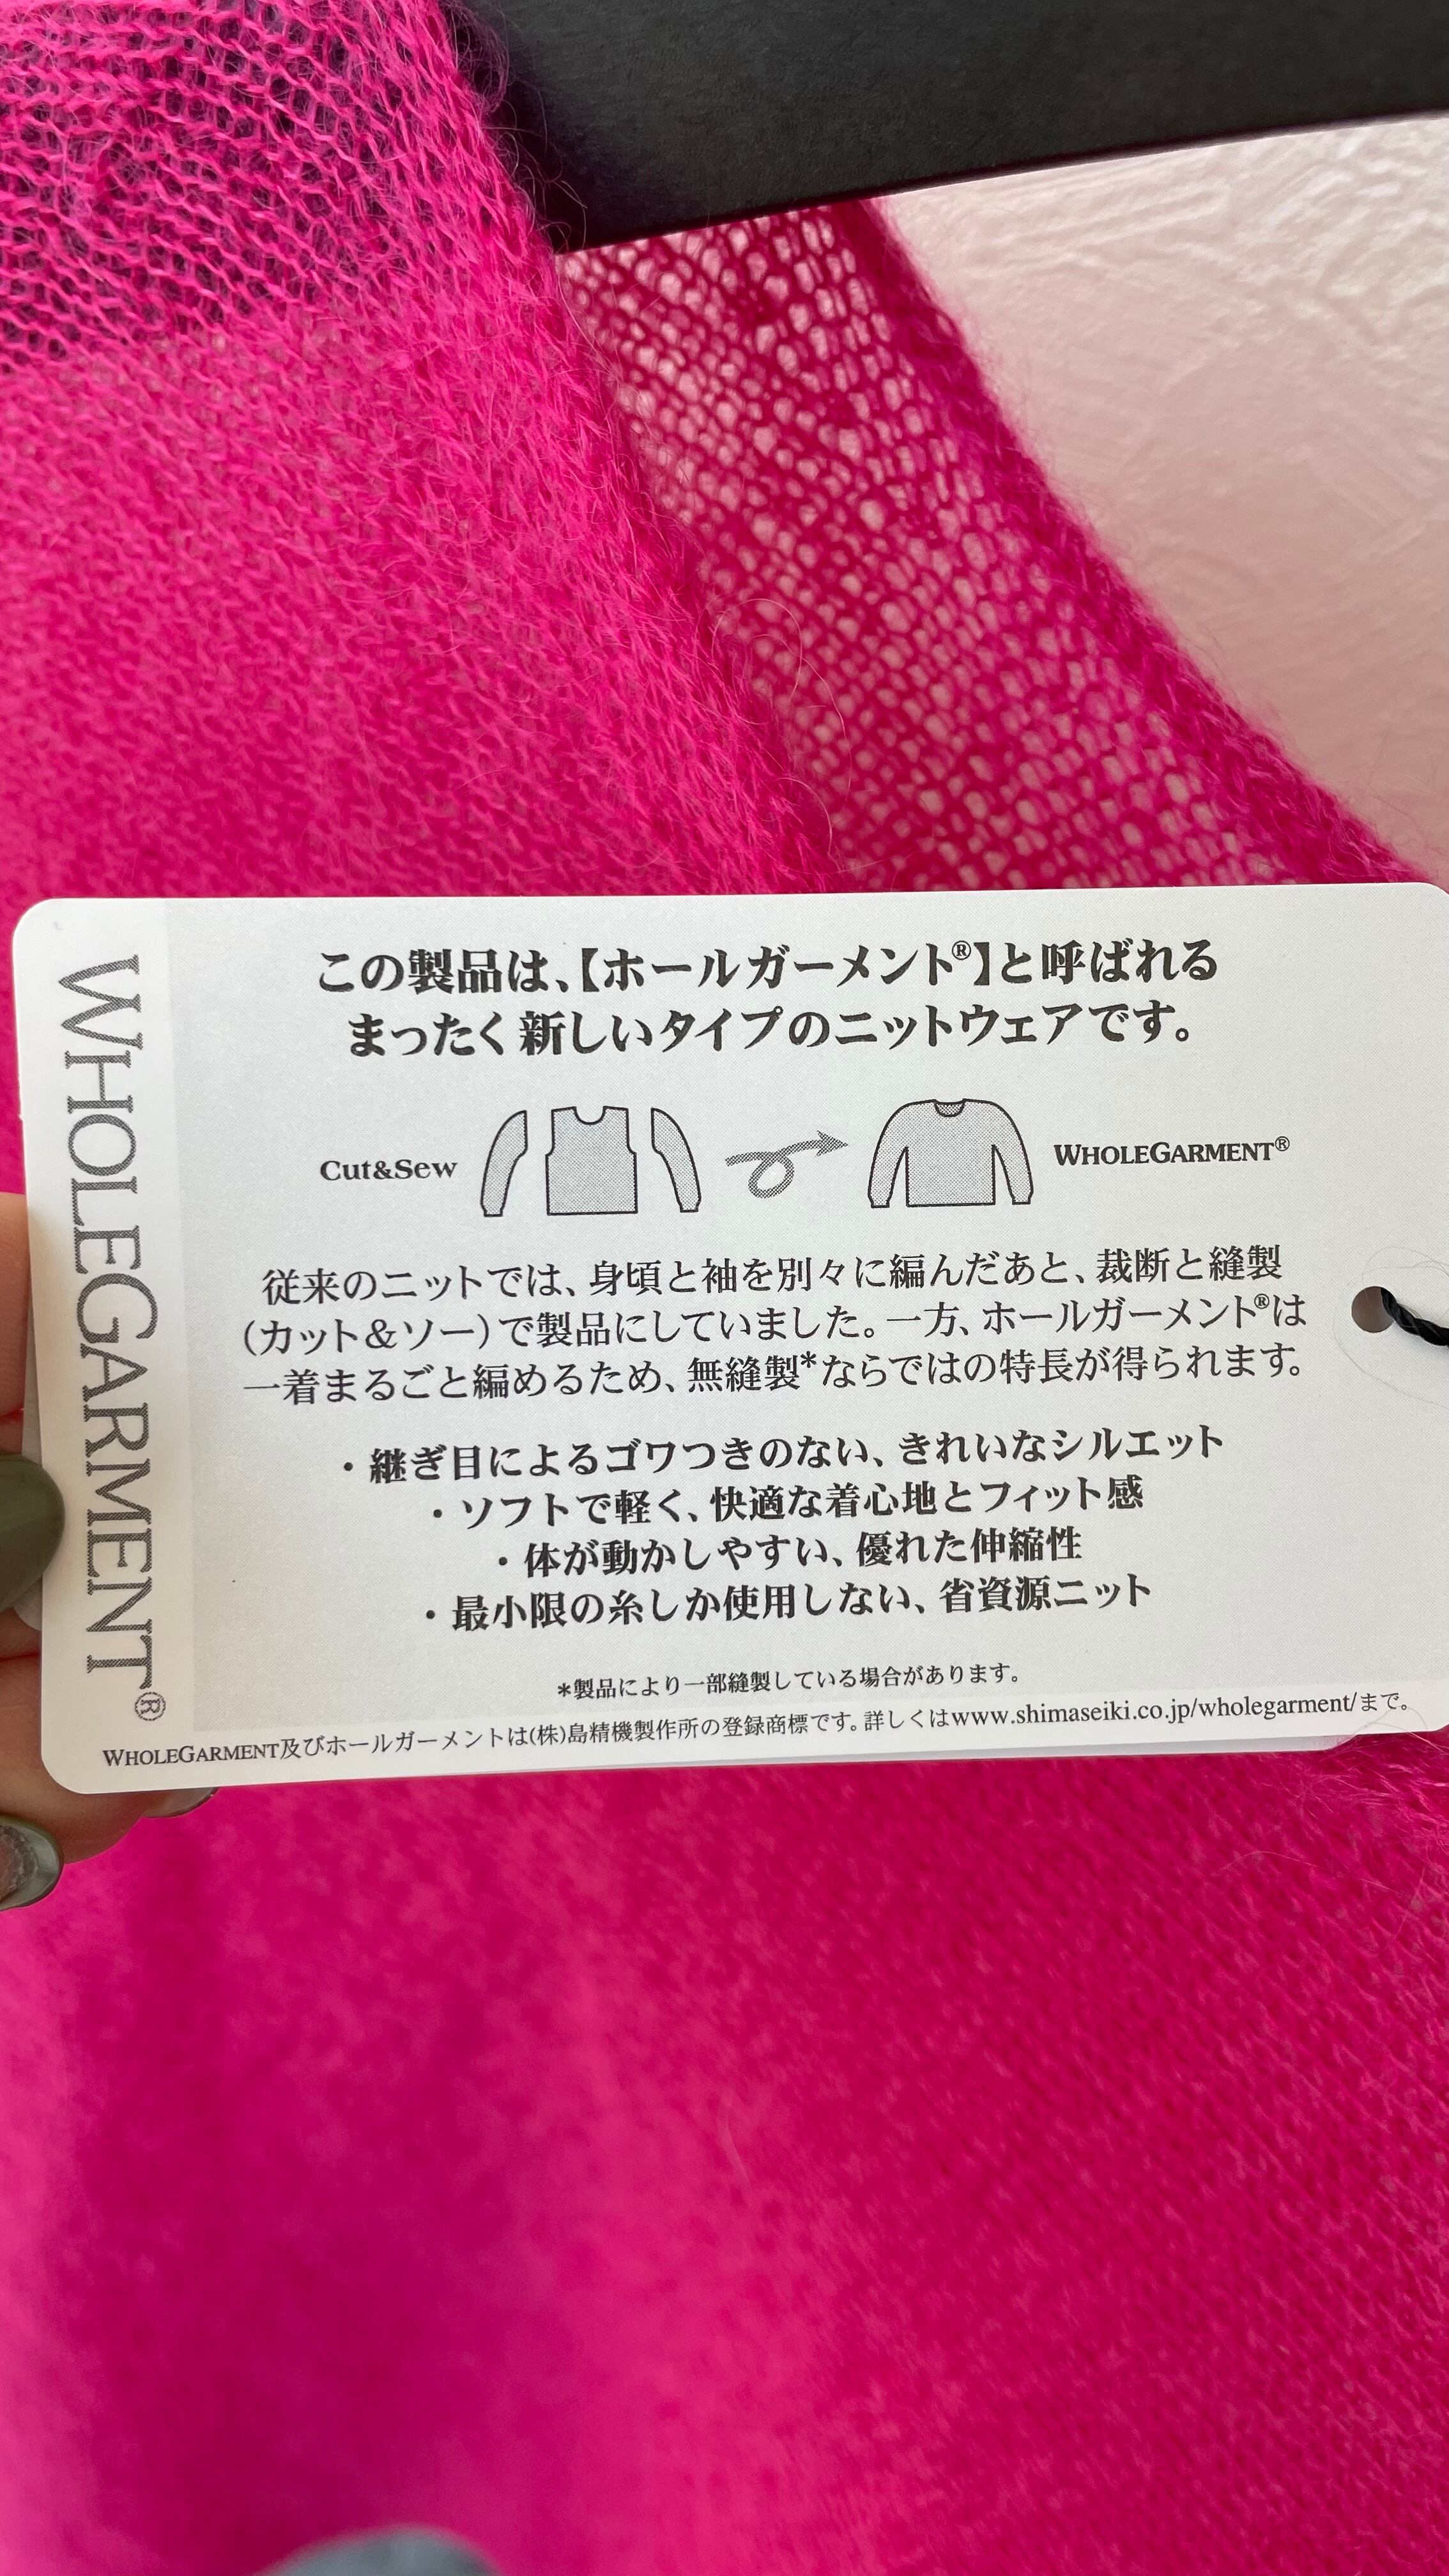 WHOLEGARMENT®
この製品は、【ホールガーメント®】と呼ばれる
まったく新しいタイプのニットウェアです。
Cut&Sew
WHOLEGARMENT®
従来のニットでは、身頃と袖を別々に編んだあと、裁断と縫製
（カット＆ソー）で製品にしていました。一方、ホールガーメント®は
一着まるごと編めるため、無縫製*ならではの特長が得られます。
・継ぎ目によるゴワつきのない、きれいなシルエット
・ソフトで軽く、快適な着心地とフィット感
・体が動かしやすい、優れた伸縮性
・最小限の糸しか使用しない、省資源ニット
*製品により一部縫製している場合があります。
WHOLEGARMENT及びホールガーメントは(株)島精機製作所の登録商標です。詳しくはwww.shimaseiki.co.jp/wholegarment/まで。